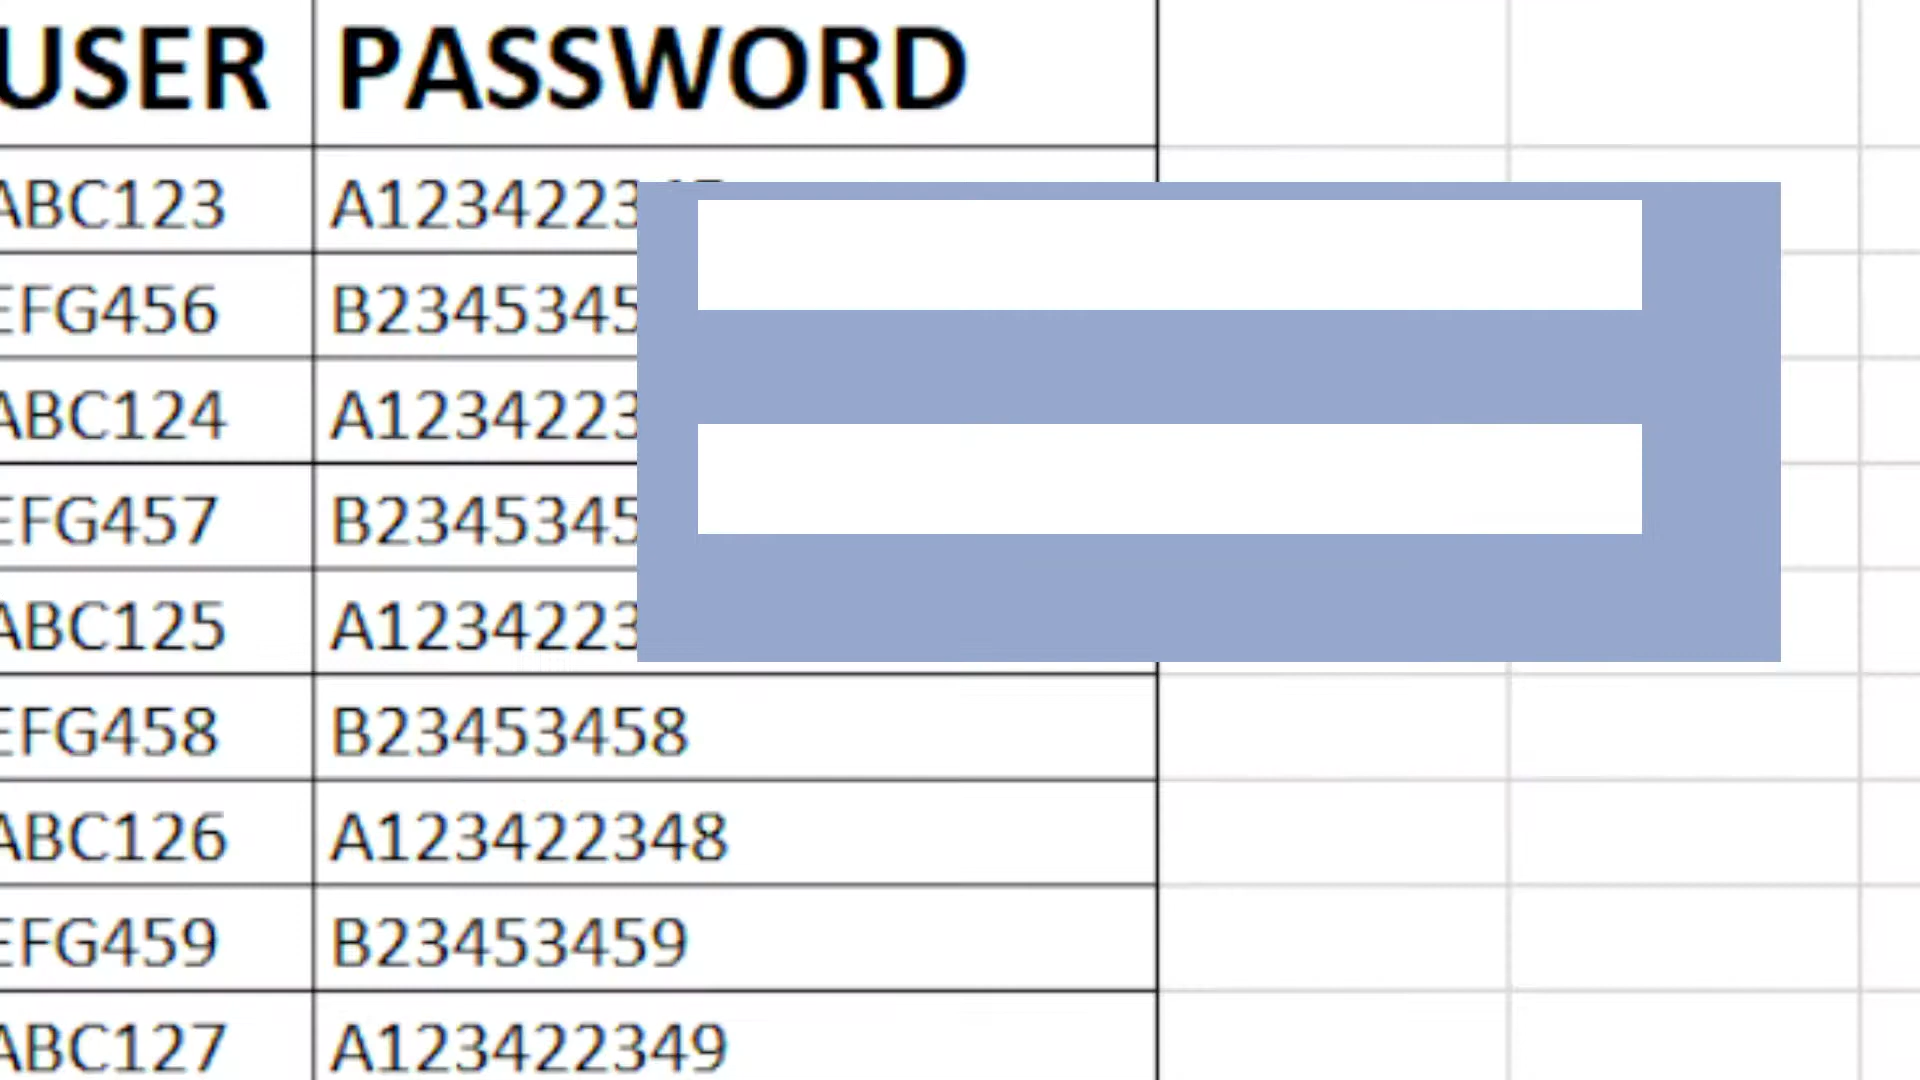 USER PASSWORD
ABC123 A1234223
EFG456 B2345345
ABC124 A1234223
EFG457 B2345345
ABC125 A1234223
EFG458 B23453458
ABC126 A123422348
EFG459 B23453459
ABC127 A123422349